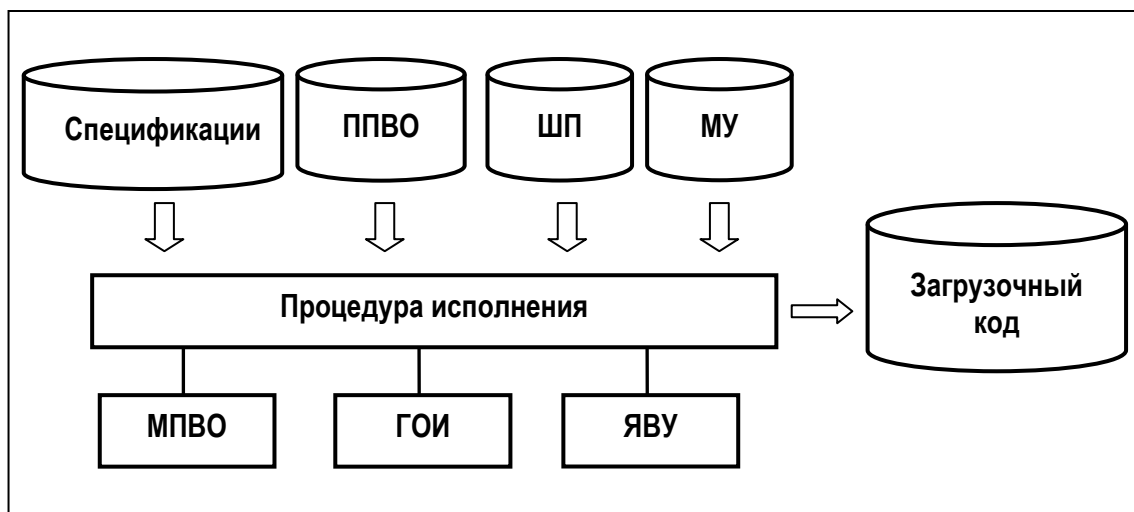 Спецификации
ППВО
ШП
МУ
Процедура исполнения
Загрузочный
код
МПВО
ГОИ
ЯВУ